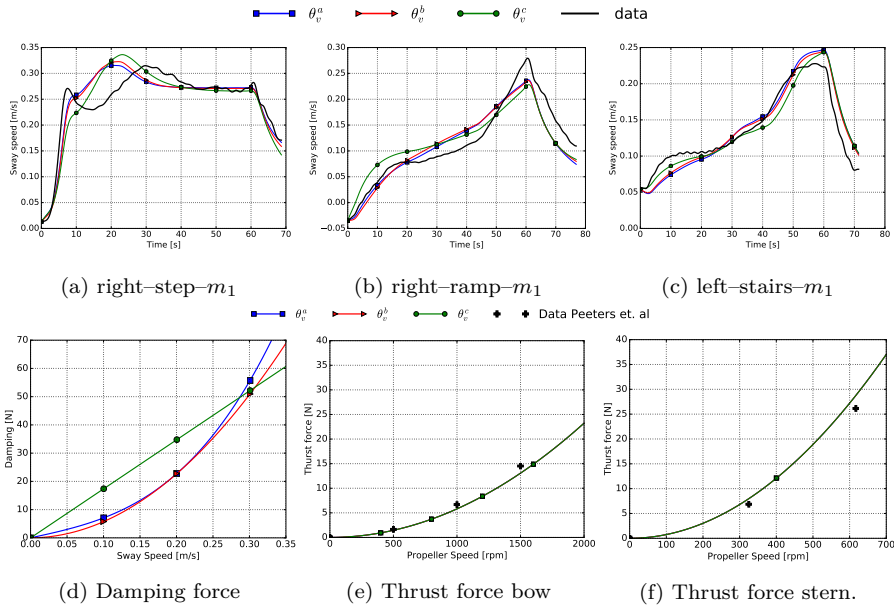 θᵥᵃ θᵥᵇ θᵥᶜ data
Sway speed [m/s]
0.35
0.30
0.25
0.20
0.15
0.10
0.05
0.00
0 10 20 30 40 50 60 70
Time [s]
(a) right–step–m₁
Sway speed [m/s]
0.30
0.25
0.20
0.15
0.10
0.05
0.00
−0.05
0 10 20 30 40 50 60 70 80
Time [s]
(b) right–ramp–m₁
Sway speed [m/s]
0.25
0.20
0.15
0.10
0.05
0.00
0 10 20 30 40 50 60 70 80
Time [s]
(c) left–stairs–m₁
θᵥᵃ θᵥᵇ θᵥᶜ Data Peeters et. al
Damping [N]
70
60
50
40
30
20
10
0
0.00 0.05 0.10 0.15 0.20 0.25 0.30 0.35
Sway Speed [m/s]
(d) Damping force
Thurst force [N]
40
35
30
25
20
15
10
5
0
0 500 1000 1500 2000
Propeller Speed [rpm]
(e) Thrust force bow
Thurst force [N]
40
35
30
25
20
15
10
5
0
0 100 200 300 400 500 600 700
Propeller Speed [rpm]
(f) Thrust force stern.